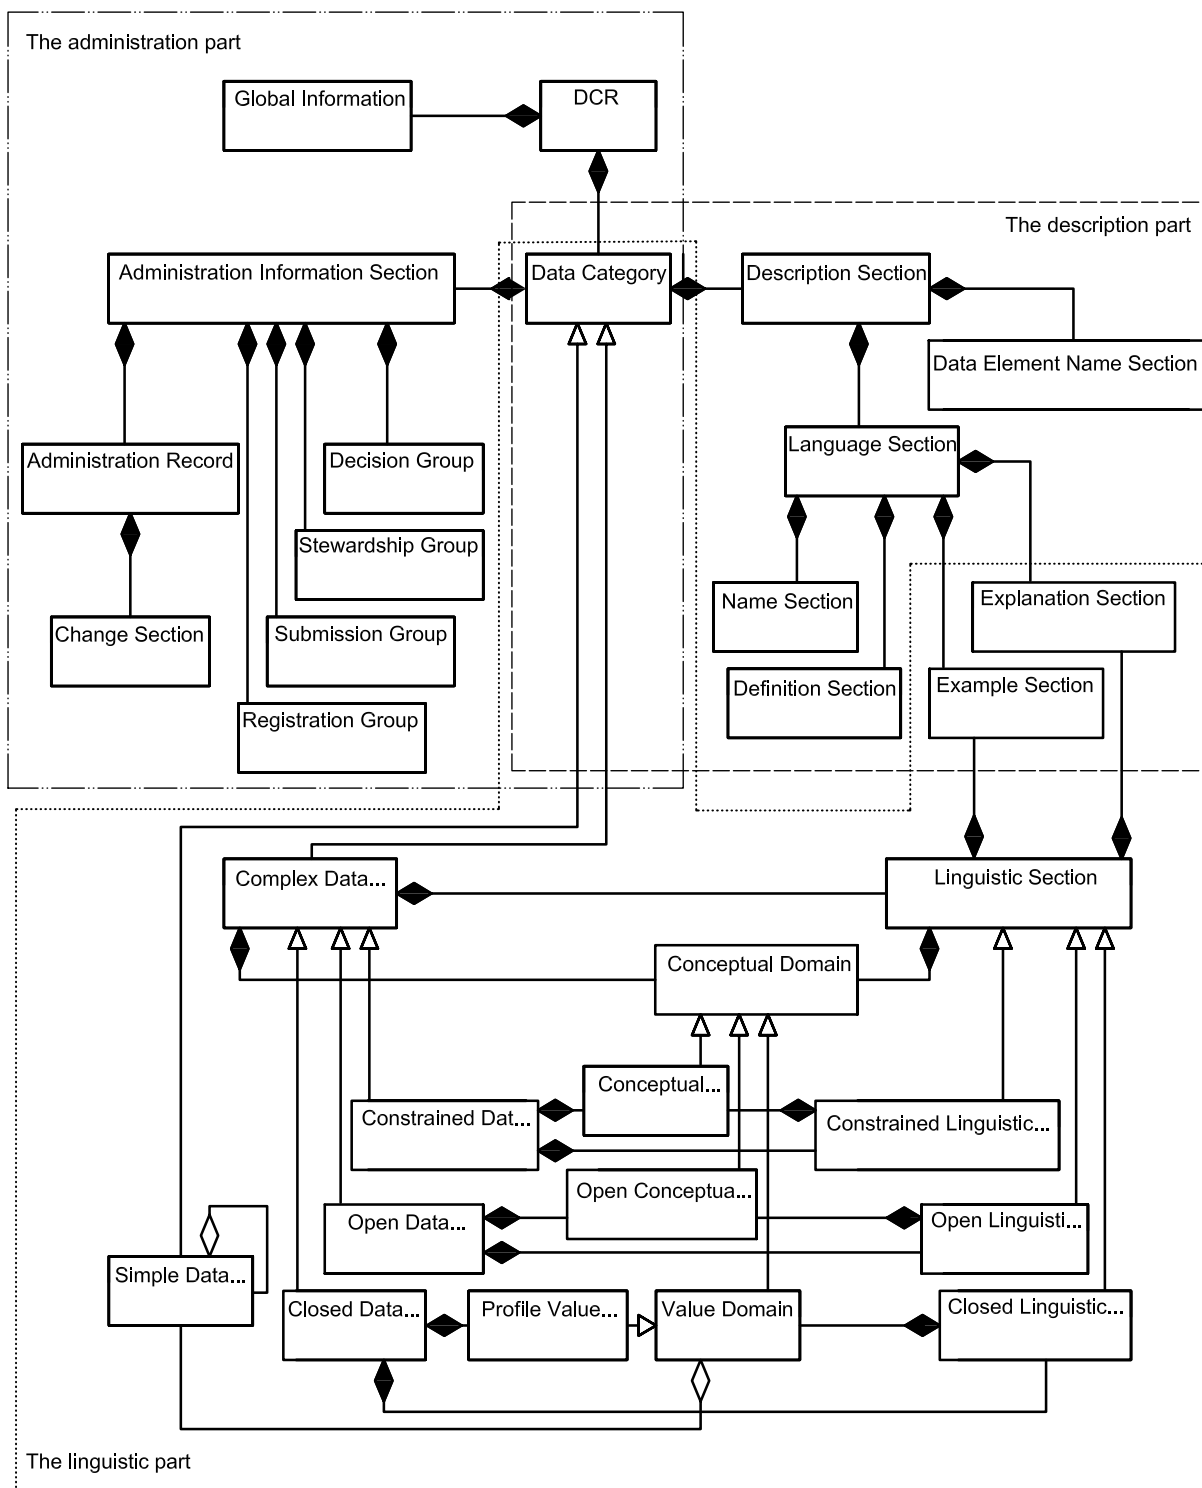 The administration part
Global Information
DCR
The description part
Administration Information Section
Data Category
Description Section
Data Element Name Section
Language Section
Administration Record
Decision Group
Stewardship Group
Name Section
Explanation Section
Change Section
Submission Group
Definition Section
Example Section
Registration Group
Complex Data...
Linguistic Section
Conceptual Domain
Conceptual...
Constrained Dat...
Constrained Linguistic...
Open Conceptua...
Open Data...
Open Linguisti...
Simple Data...
Closed Data...
Profile Value...
Value Domain
Closed Linguistic...
The linguistic part